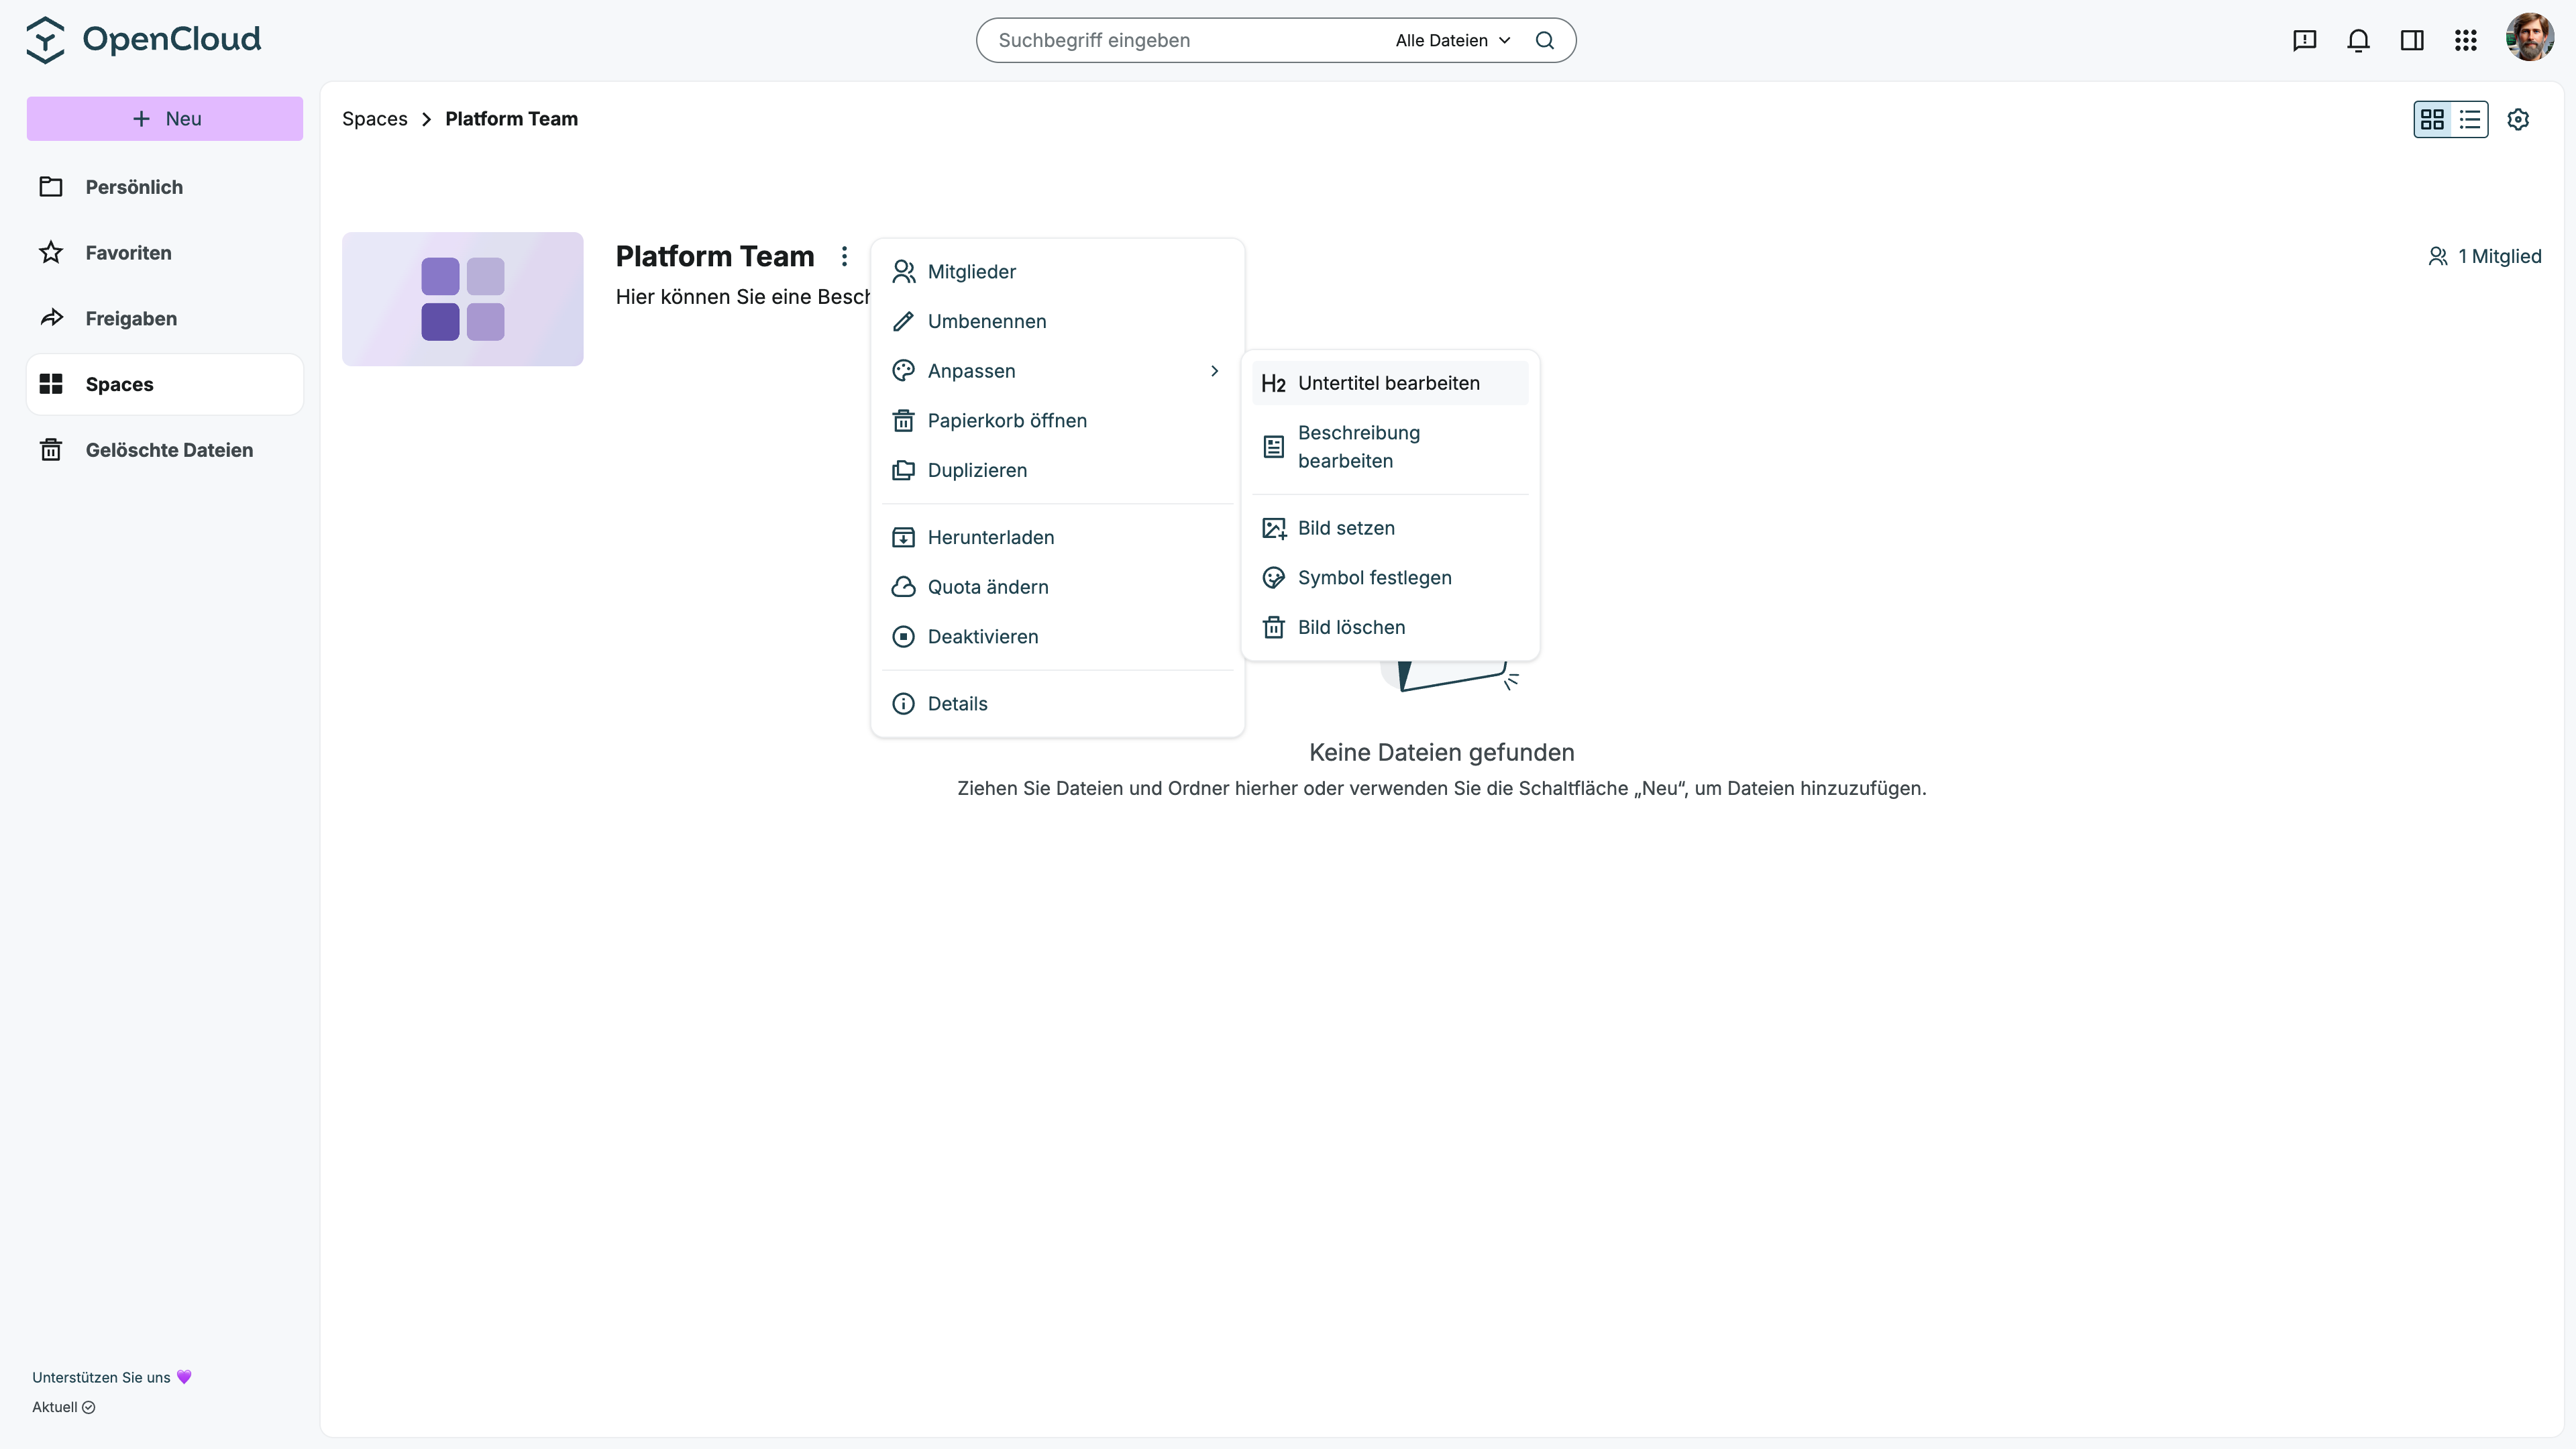 OpenCloud
Suchbegriff eingeben
Alle Dateien
Neu
Persönlich
Favoriten
Freigaben
Spaces
Gelöschte Dateien
Unterstützen Sie uns 💜
Aktuell
Spaces > Platform Team
Platform Team
Hier können Sie eine Besch
1 Mitglied
Mitglieder
Umbenennen
Anpassen
Papierkorb öffnen
Duplizieren
Herunterladen
Quota ändern
Deaktivieren
Details
H2 Untertitel bearbeiten
Beschreibung
bearbeiten
Bild setzen
Symbol festlegen
Bild löschen
Keine Dateien gefunden
Ziehen Sie Dateien und Ordner hierher oder verwenden Sie die Schaltfläche „Neu“, um Dateien hinzuzufügen.